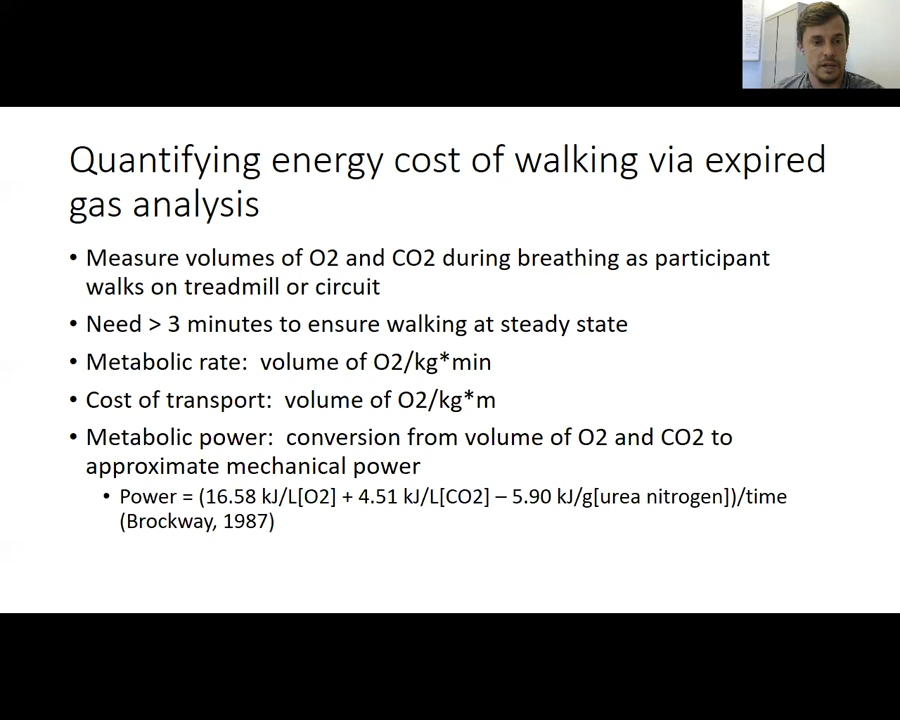 Quantifying energy cost of walking via expired
gas analysis
• Measure volumes of O2 and CO2 during breathing as participant
walks on treadmill or circuit
• Need > 3 minutes to ensure walking at steady state
• Metabolic rate:  volume of O2/kg*min
• Cost of transport:  volume of O2/kg*m
• Metabolic power:  conversion from volume of O2 and CO2 to
approximate mechanical power
• Power = (16.58 kJ/L[O2] + 4.51 kJ/L[CO2] – 5.90 kJ/g[urea nitrogen])/time
(Brockway, 1987)